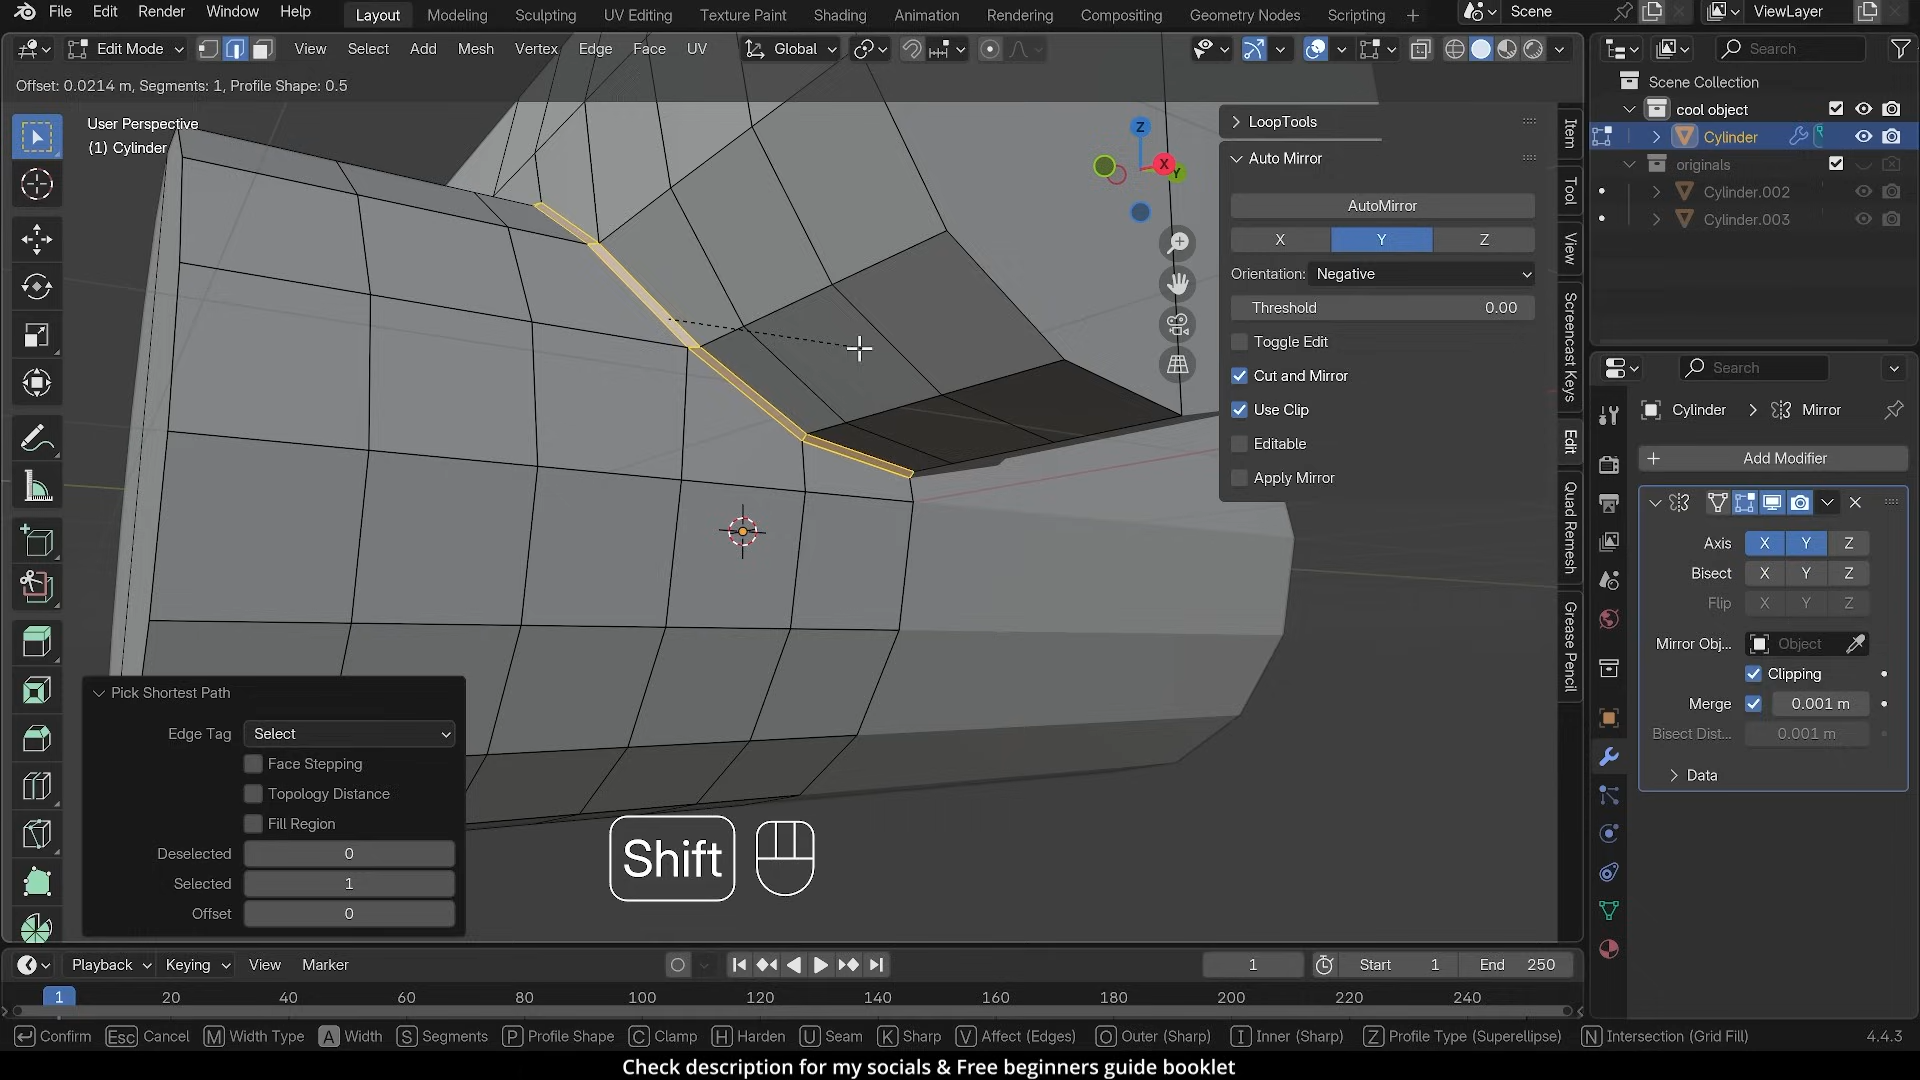 File Edit Render Window Help Layout Modeling Sculpting UV Editing Texture Paint Shading Animation Rendering Compositing Geometry Nodes Scripting + Scene ViewLayer
Edit Mode View Select Add Mesh Vertex Edge Face UV Global Search
Offset: 0.0214 m, Segments: 1, Profile Shape: 0.5
User Perspective
(1) Cylinder
Z
X
Y
LoopTools
Auto Mirror
AutoMirror
X Y Z
Orientation: Negative
Threshold 0.00
Toggle Edit
Cut and Mirror
Use Clip
Editable
Apply Mirror
Item
Tool
View
Screencast Keys
Edit
Quad Remesh
Grease Pencil
Scene Collection
cool object
Cylinder
originals
Cylinder.002
Cylinder.003
Search
Cylinder > Mirror
+ Add Modifier
Axis X Y Z
Bisect X Y Z
Flip X Y Z
Mirror Obj... Object
Clipping
Merge 0.001 m
Bisect Dist... 0.001 m
Data
Pick Shortest Path
Edge Tag Select
Face Stepping
Topology Distance
Fill Region
Deselected 0
Selected 1
Offset 0
Shift
Playback Keying View Marker 1 Start 1 End 250
1 20 40 60 80 100 120 140 160 180 200 220 240
Confirm Esc Cancel M Width Type A Width S Segments P Profile Shape C Clamp H Harden U Seam K Sharp V Affect (Edges) O Outer (Sharp) I Inner (Sharp) Z Profile Type (Superellipse) N Intersection (Grid Fill) 4.4.3
Check description for my socials & Free beginners guide booklet